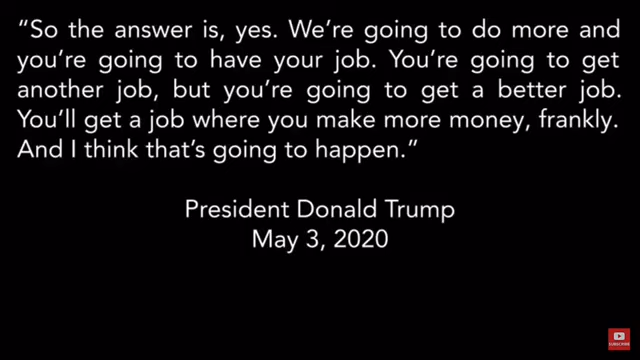 “So the answer is, yes. We’re going to do more and
you’re going to have your job. You’re going to get
another job, but you’re going to get a better job.
You’ll get a job where you make more money, frankly.
And I think that’s going to happen.”
President Donald Trump
May 3, 2020
SUBSCRIBE